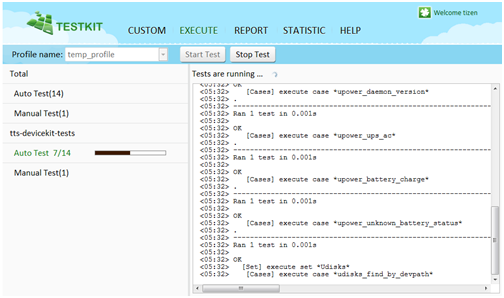 Welcome tizen
TESTKIT
CUSTOM EXECUTE REPORT STATISTIC HELP
Profile name: temp_profile Start Test Stop Test
Total
Auto Test(14)
Manual Test(1)
tts-devicekit-tests
Auto Test 7/14
Manual Test(1)
Tests are running ...
<05:32> OK
<05:32> [Cases] execute case *upower_daemon_version*
<05:32> .
<05:32> ----------------------------------------------------------------------
<05:32> Ran 1 test in 0.001s
<05:32>
<05:32> OK
<05:32> [Cases] execute case *upower_ups_ac*
<05:32> .
<05:32> ----------------------------------------------------------------------
<05:32> Ran 1 test in 0.001s
<05:32>
<05:32> OK
<05:32> [Cases] execute case *upower_battery_charge*
<05:32> .
<05:32> ----------------------------------------------------------------------
<05:32> Ran 1 test in 0.001s
<05:32>
<05:32> OK
<05:32> [Cases] execute case *upower_unknown_battery_status*
<05:32> .
<05:32> ----------------------------------------------------------------------
<05:32> Ran 1 test in 0.001s
<05:32>
<05:32> OK
<05:32> [Set] execute set *Udisks*
<05:32> [Cases] execute case *udisks_find_by_devpath*